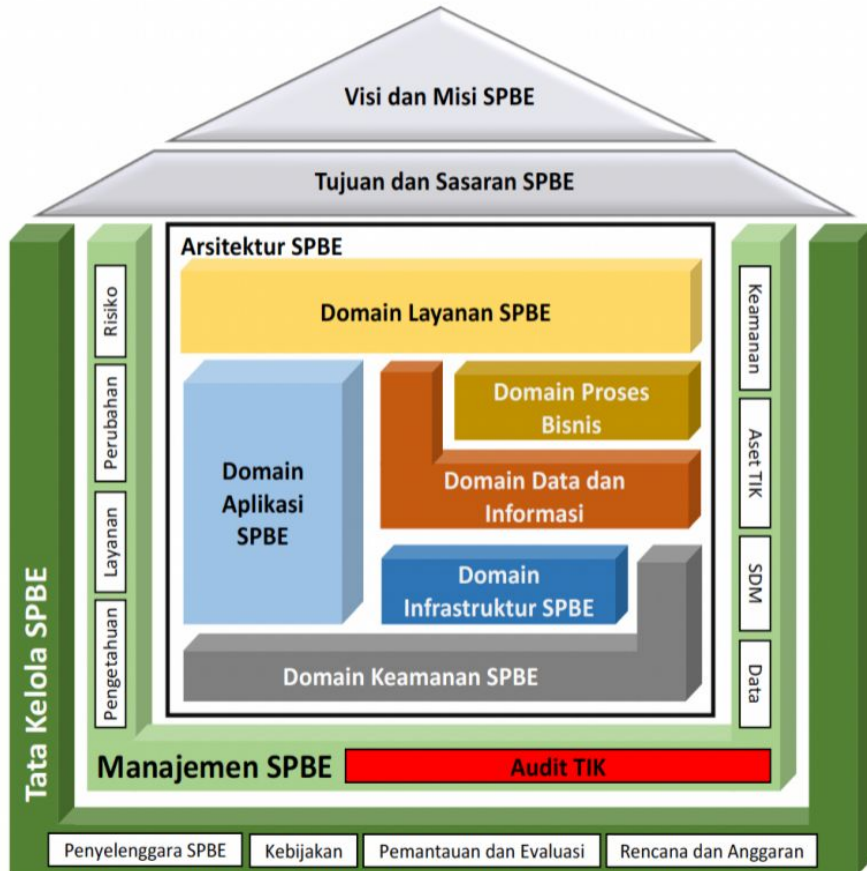 Visi dan Misi SPBE
Tujuan dan Sasaran SPBE
Arsitektur SPBE
Domain Layanan SPBE
Domain Proses
Bisnis
Domain
Aplikasi
SPBE
Domain Data dan
Informasi
Domain
Infrastruktur SPBE
Domain Keamanan SPBE
Risiko
Perubahan
Layanan
Pengetahuan
Keamanan
Aset TIK
SDM
Data
Manajemen SPBE
Audit TIK
Tata Kelola SPBE
Penyelenggara SPBE
Kebijakan
Pemantauan dan Evaluasi
Rencana dan Anggaran